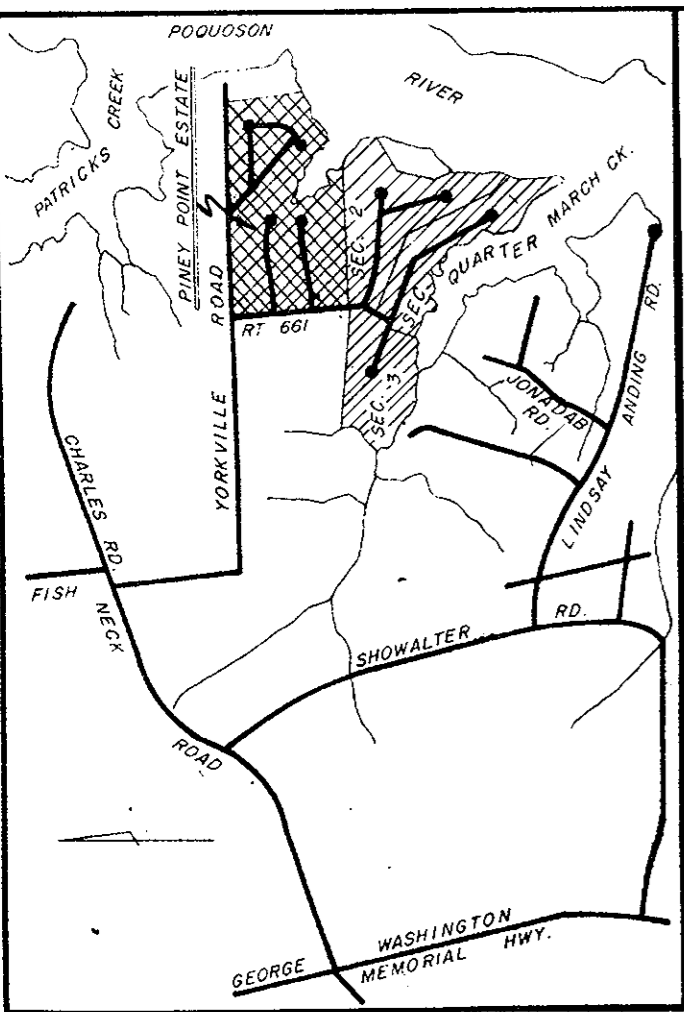 POQUOSON
RIVER
PATRICKS CREEK
PINEY POINT ESTATE
SEC. 2
QUARTER MARCH CK.
ROAD
RT 661
SEC.
SEC. 3
YORKVILLE
JONADAB
RD.
LINDSAY ANDING RD.
CHARLES RD.
FISH NECK
ROAD
SHOWALTER RD.
GEORGE WASHINGTON
MEMORIAL HWY.